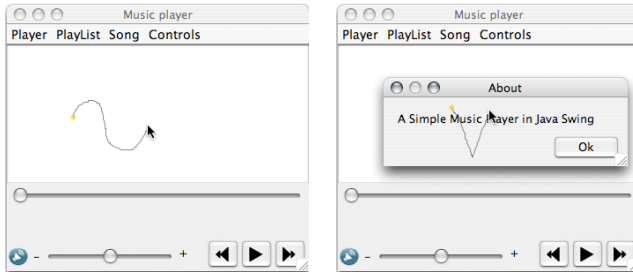 Music player
Player PlayList Song Controls
- +
Music player
Player PlayList Song Controls
About
A Simple Music Player in Java Swing
Ok
- +